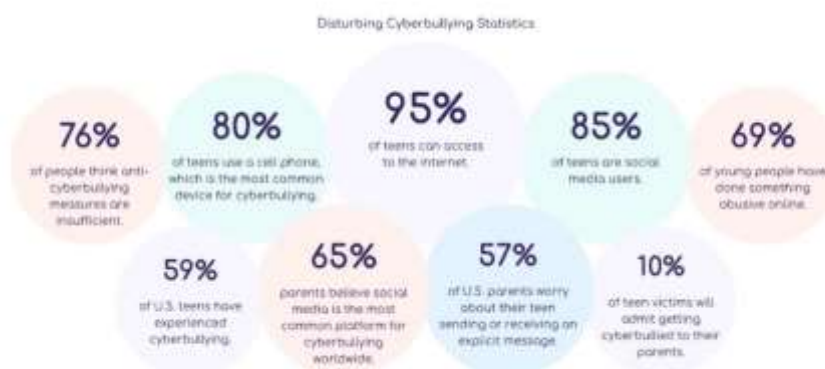 Disturbing Cyberbullying Statistics
76%
of people think anti-
cyberbullying
measures are
insufficient.
80%
of teens use a cell phone,
which is the most common
device for cyberbullying.
95%
of teens can access
to the internet.
85%
of teens are social
media users.
69%
of young people have
done something
abusive online.
59%
of U.S. teens have
experienced
cyberbullying.
65%
parents believe social
media is the most
common platform for
cyberbullying
worldwide.
57%
of U.S. parents worry
about their teen
sending or receiving an
explicit message.
10%
of teen victims will
admit getting
cyberbullied to their
parents.